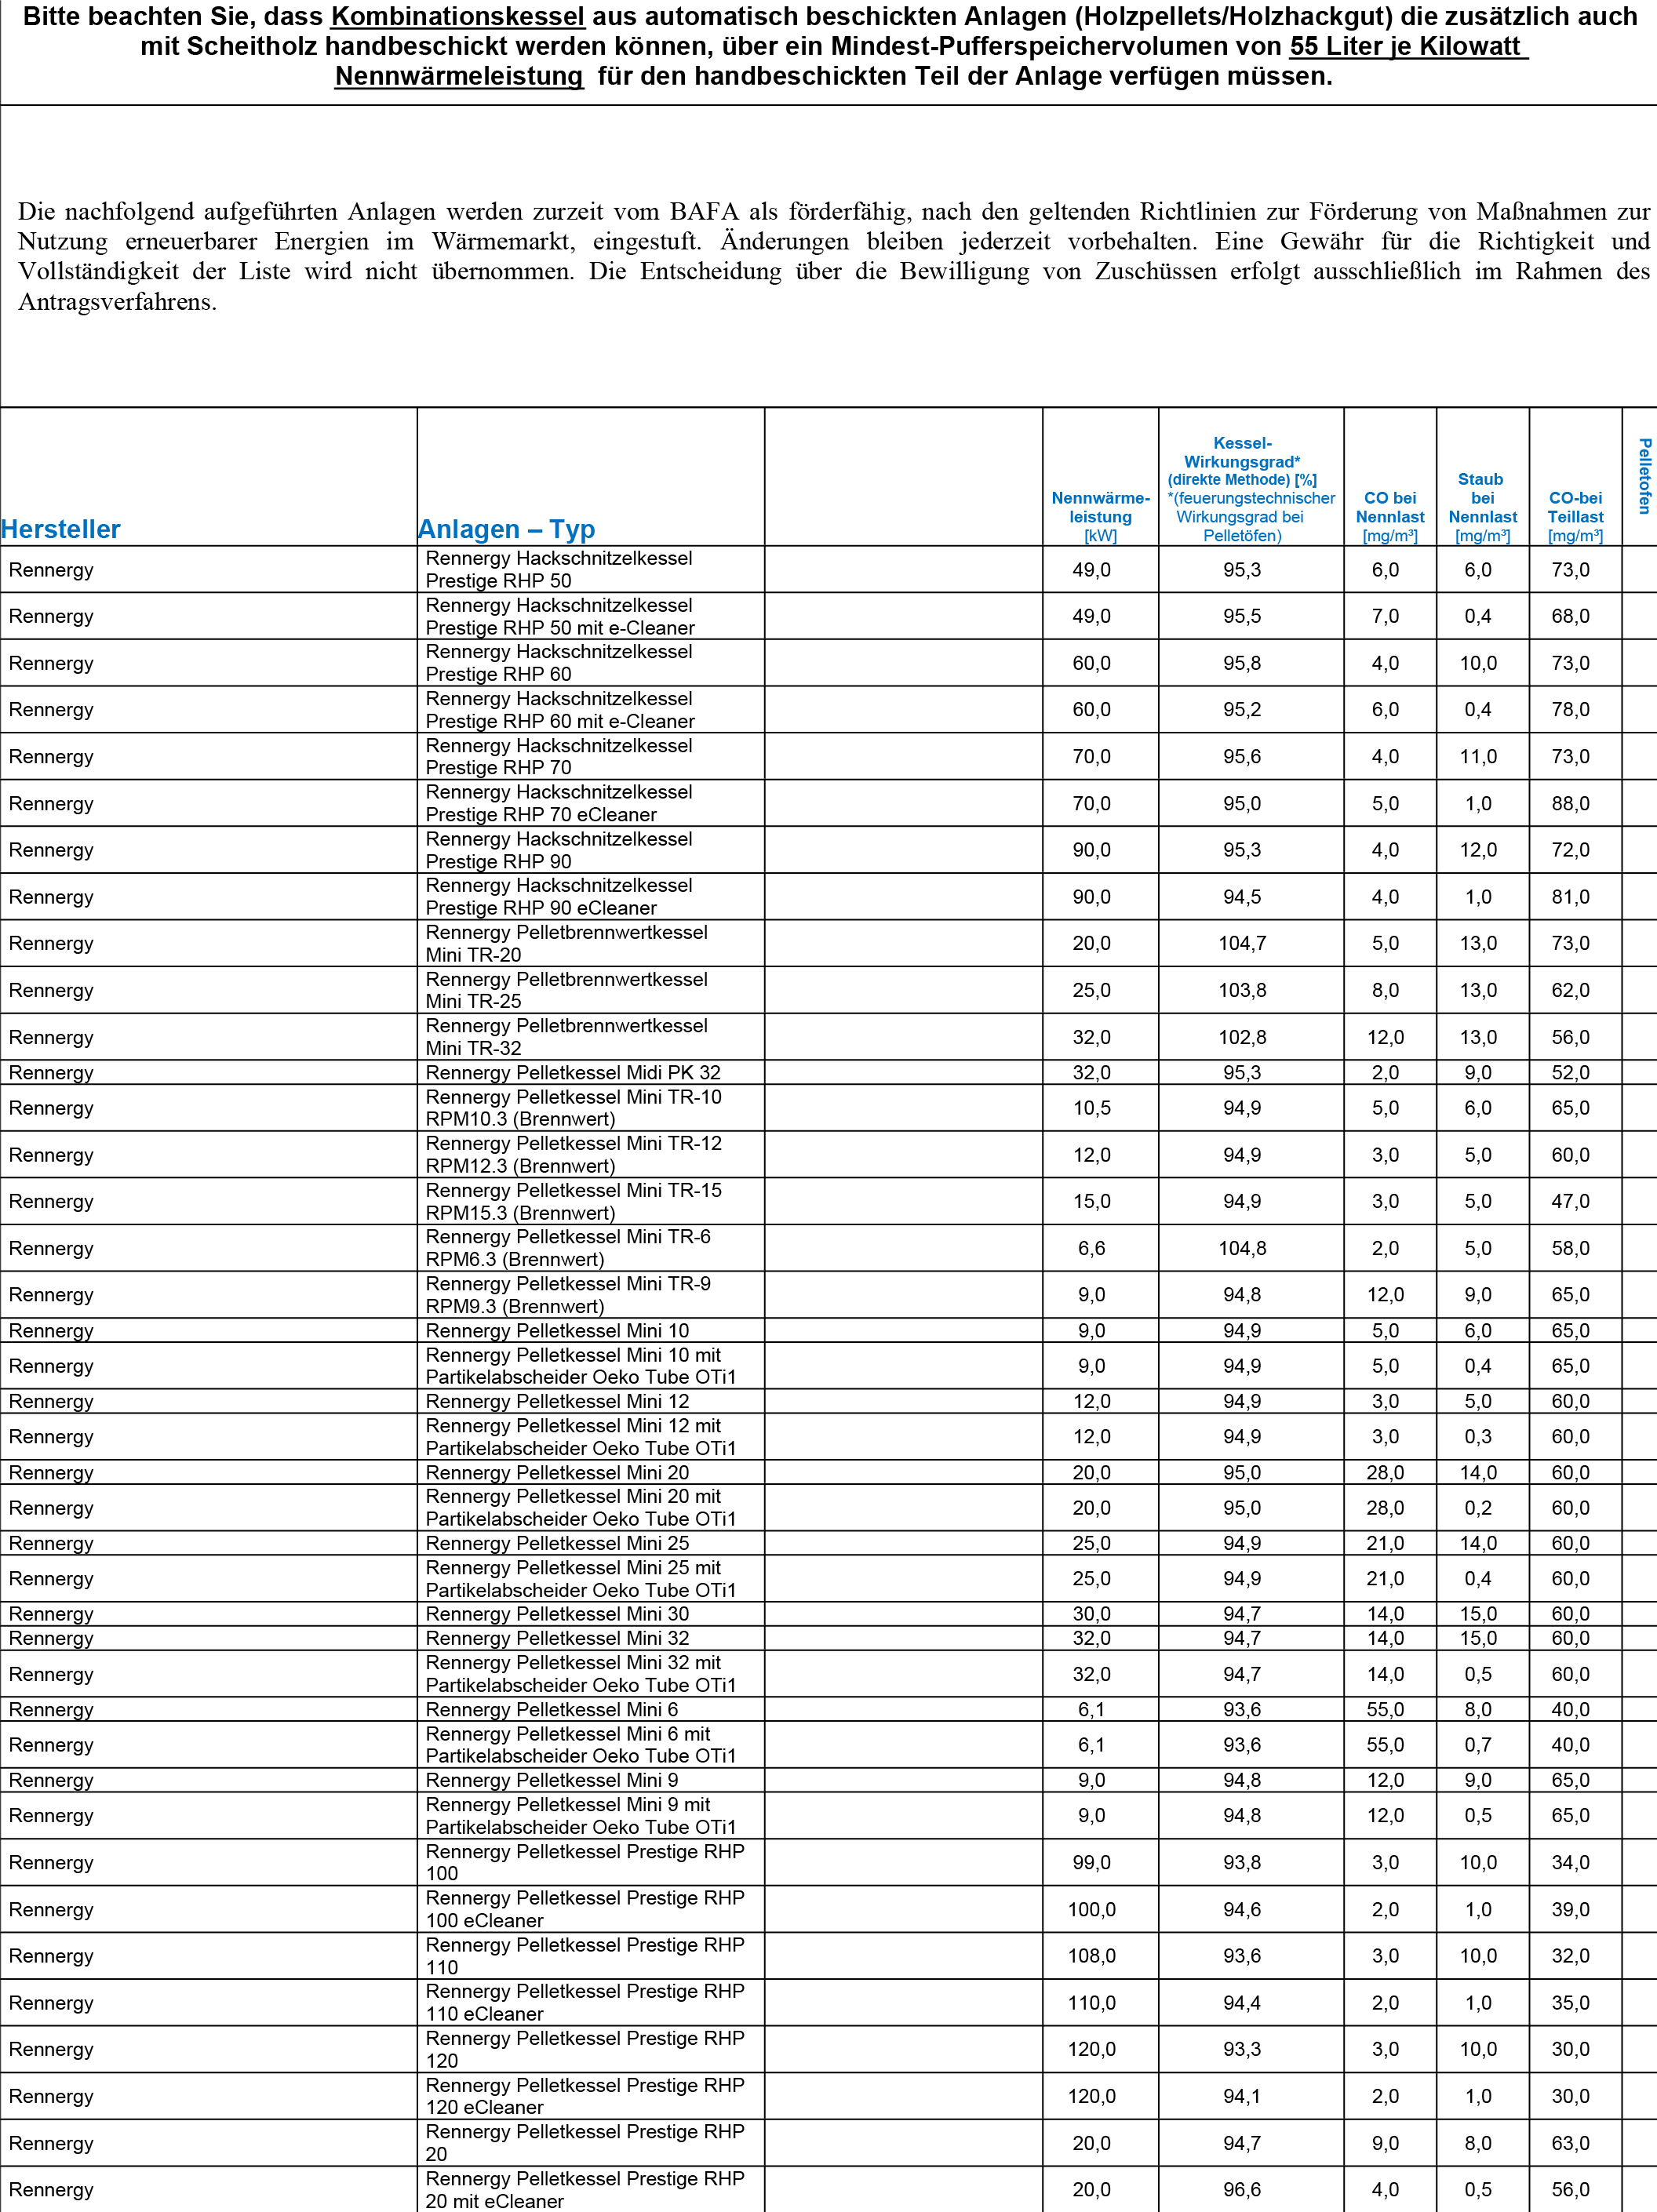 Bitte beachten Sie, dass Kombinationskessel aus automatisch beschickten Anlagen (Holzpellets/Holzhackgut) die zusätzlich auch
mit Scheitholz handbeschickt werden können, über ein Mindest-Pufferspeichervolumen von 55 Liter je Kilowatt
Nennwärmeleistung für den handbeschickten Teil der Anlage verfügen müssen.
Die nachfolgend aufgeführten Anlagen werden zurzeit vom BAFA als förderfähig, nach den geltenden Richtlinien zur Förderung von Maßnahmen zur
Nutzung erneuerbarer Energien im Wärmemarkt, eingestuft. Änderungen bleiben jederzeit vorbehalten. Eine Gewähr für die Richtigkeit und
Vollständigkeit der Liste wird nicht übernommen. Die Entscheidung über die Bewilligung von Zuschüssen erfolgt ausschließlich im Rahmen des
Antragsverfahrens.
Hersteller
Anlagen – Typ
Nennwärme-
leistung
[kW]
Kessel-
Wirkungsgrad*
(direkte Methode) [%]
*(feuerungstechnischer
Wirkungsgrad bei
Pelletöfen)
CO bei
Nennlast
[mg/m³]
Staub
bei
Nennlast
[mg/m³]
CO-bei
Teillast
[mg/m³]
Pelletofen
Rennergy Rennergy Hackschnitzelkessel
Prestige RHP 50 49,0 95,3 6,0 6,0 73,0
Rennergy Rennergy Hackschnitzelkessel
Prestige RHP 50 mit e-Cleaner 49,0 95,5 7,0 0,4 68,0
Rennergy Rennergy Hackschnitzelkessel
Prestige RHP 60 60,0 95,8 4,0 10,0 73,0
Rennergy Rennergy Hackschnitzelkessel
Prestige RHP 60 mit e-Cleaner 60,0 95,2 6,0 0,4 78,0
Rennergy Rennergy Hackschnitzelkessel
Prestige RHP 70 70,0 95,6 4,0 11,0 73,0
Rennergy Rennergy Hackschnitzelkessel
Prestige RHP 70 eCleaner 70,0 95,0 5,0 1,0 88,0
Rennergy Rennergy Hackschnitzelkessel
Prestige RHP 90 90,0 95,3 4,0 12,0 72,0
Rennergy Rennergy Hackschnitzelkessel
Prestige RHP 90 eCleaner 90,0 94,5 4,0 1,0 81,0
Rennergy Rennergy Pelletbrennwertkessel
Mini TR-20 20,0 104,7 5,0 13,0 73,0
Rennergy Rennergy Pelletbrennwertkessel
Mini TR-25 25,0 103,8 8,0 13,0 62,0
Rennergy Rennergy Pelletbrennwertkessel
Mini TR-32 32,0 102,8 12,0 13,0 56,0
Rennergy Rennergy Pelletkessel Midi PK 32 32,0 95,3 2,0 9,0 52,0
Rennergy Rennergy Pelletkessel Mini TR-10
RPM10.3 (Brennwert) 10,5 94,9 5,0 6,0 65,0
Rennergy Rennergy Pelletkessel Mini TR-12
RPM12.3 (Brennwert) 12,0 94,9 3,0 5,0 60,0
Rennergy Rennergy Pelletkessel Mini TR-15
RPM15.3 (Brennwert) 15,0 94,9 3,0 5,0 47,0
Rennergy Rennergy Pelletkessel Mini TR-6
RPM6.3 (Brennwert) 6,6 104,8 2,0 5,0 58,0
Rennergy Rennergy Pelletkessel Mini TR-9
RPM9.3 (Brennwert) 9,0 94,8 12,0 9,0 65,0
Rennergy Rennergy Pelletkessel Mini 10 9,0 94,9 5,0 6,0 65,0
Rennergy Rennergy Pelletkessel Mini 10 mit
Partikelabscheider Oeko Tube OTi1 9,0 94,9 5,0 0,4 65,0
Rennergy Rennergy Pelletkessel Mini 12 12,0 94,9 3,0 5,0 60,0
Rennergy Rennergy Pelletkessel Mini 12 mit
Partikelabscheider Oeko Tube OTi1 12,0 94,9 3,0 0,3 60,0
Rennergy Rennergy Pelletkessel Mini 20 20,0 95,0 28,0 14,0 60,0
Rennergy Rennergy Pelletkessel Mini 20 mit
Partikelabscheider Oeko Tube OTi1 20,0 95,0 28,0 0,2 60,0
Rennergy Rennergy Pelletkessel Mini 25 25,0 94,9 21,0 14,0 60,0
Rennergy Rennergy Pelletkessel Mini 25 mit
Partikelabscheider Oeko Tube OTi1 25,0 94,9 21,0 0,4 60,0
Rennergy Rennergy Pelletkessel Mini 30 30,0 94,7 14,0 15,0 60,0
Rennergy Rennergy Pelletkessel Mini 32 32,0 94,7 14,0 15,0 60,0
Rennergy Rennergy Pelletkessel Mini 32 mit
Partikelabscheider Oeko Tube OTi1 32,0 94,7 14,0 0,5 60,0
Rennergy Rennergy Pelletkessel Mini 6 6,1 93,6 55,0 8,0 40,0
Rennergy Rennergy Pelletkessel Mini 6 mit
Partikelabscheider Oeko Tube OTi1 6,1 93,6 55,0 0,7 40,0
Rennergy Rennergy Pelletkessel Mini 9 9,0 94,8 12,0 9,0 65,0
Rennergy Rennergy Pelletkessel Mini 9 mit
Partikelabscheider Oeko Tube OTi1 9,0 94,8 12,0 0,5 65,0
Rennergy Rennergy Pelletkessel Prestige RHP
100 99,0 93,8 3,0 10,0 34,0
Rennergy Rennergy Pelletkessel Prestige RHP
100 eCleaner 100,0 94,6 2,0 1,0 39,0
Rennergy Rennergy Pelletkessel Prestige RHP
110 108,0 93,6 3,0 10,0 32,0
Rennergy Rennergy Pelletkessel Prestige RHP
110 eCleaner 110,0 94,4 2,0 1,0 35,0
Rennergy Rennergy Pelletkessel Prestige RHP
120 120,0 93,3 3,0 10,0 30,0
Rennergy Rennergy Pelletkessel Prestige RHP
120 eCleaner 120,0 94,1 2,0 1,0 30,0
Rennergy Rennergy Pelletkessel Prestige RHP
20 20,0 94,7 9,0 8,0 63,0
Rennergy Rennergy Pelletkessel Prestige RHP
20 mit eCleaner 20,0 96,6 4,0 0,5 56,0